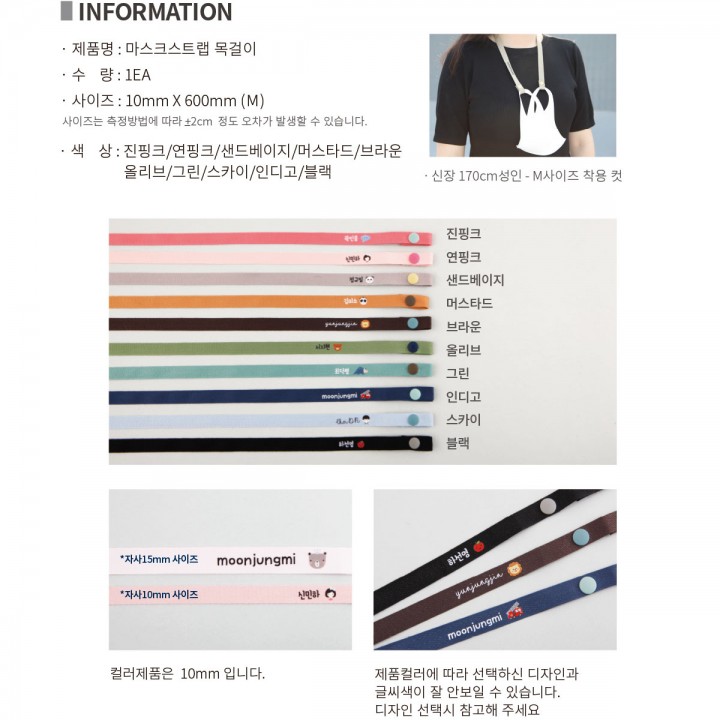 INFORMATION
· 제품명 : 마스크스트랩 목걸이
· 수 량 : 1EA
· 사이즈 : 10mm X 600mm (M)
사이즈는 측정방법에 따라 ±2cm 정도 오차가 발생할 수 있습니다.
· 색 상 : 진핑크/연핑크/샌드베이지/머스타드/브라운
올리브/그린/스카이/인디고/블랙
· 신장 170cm성인 - M사이즈 착용 컷
진핑크
신민하 연핑크
샌드베이지
머스타드
yunjungjin 브라운
올리브
그린
moonjungmi 인디고
스카이
하선영 블랙
*자사15mm 사이즈 moonjungmi
*자사10mm 사이즈 신민하
하선영
yunjungjin
moonjungmi
컬러제품은 10mm 입니다.
제품컬러에 따라 선택하신 디자인과
글씨색이 잘 안보일 수 있습니다.
디자인 선택시 참고해 주세요